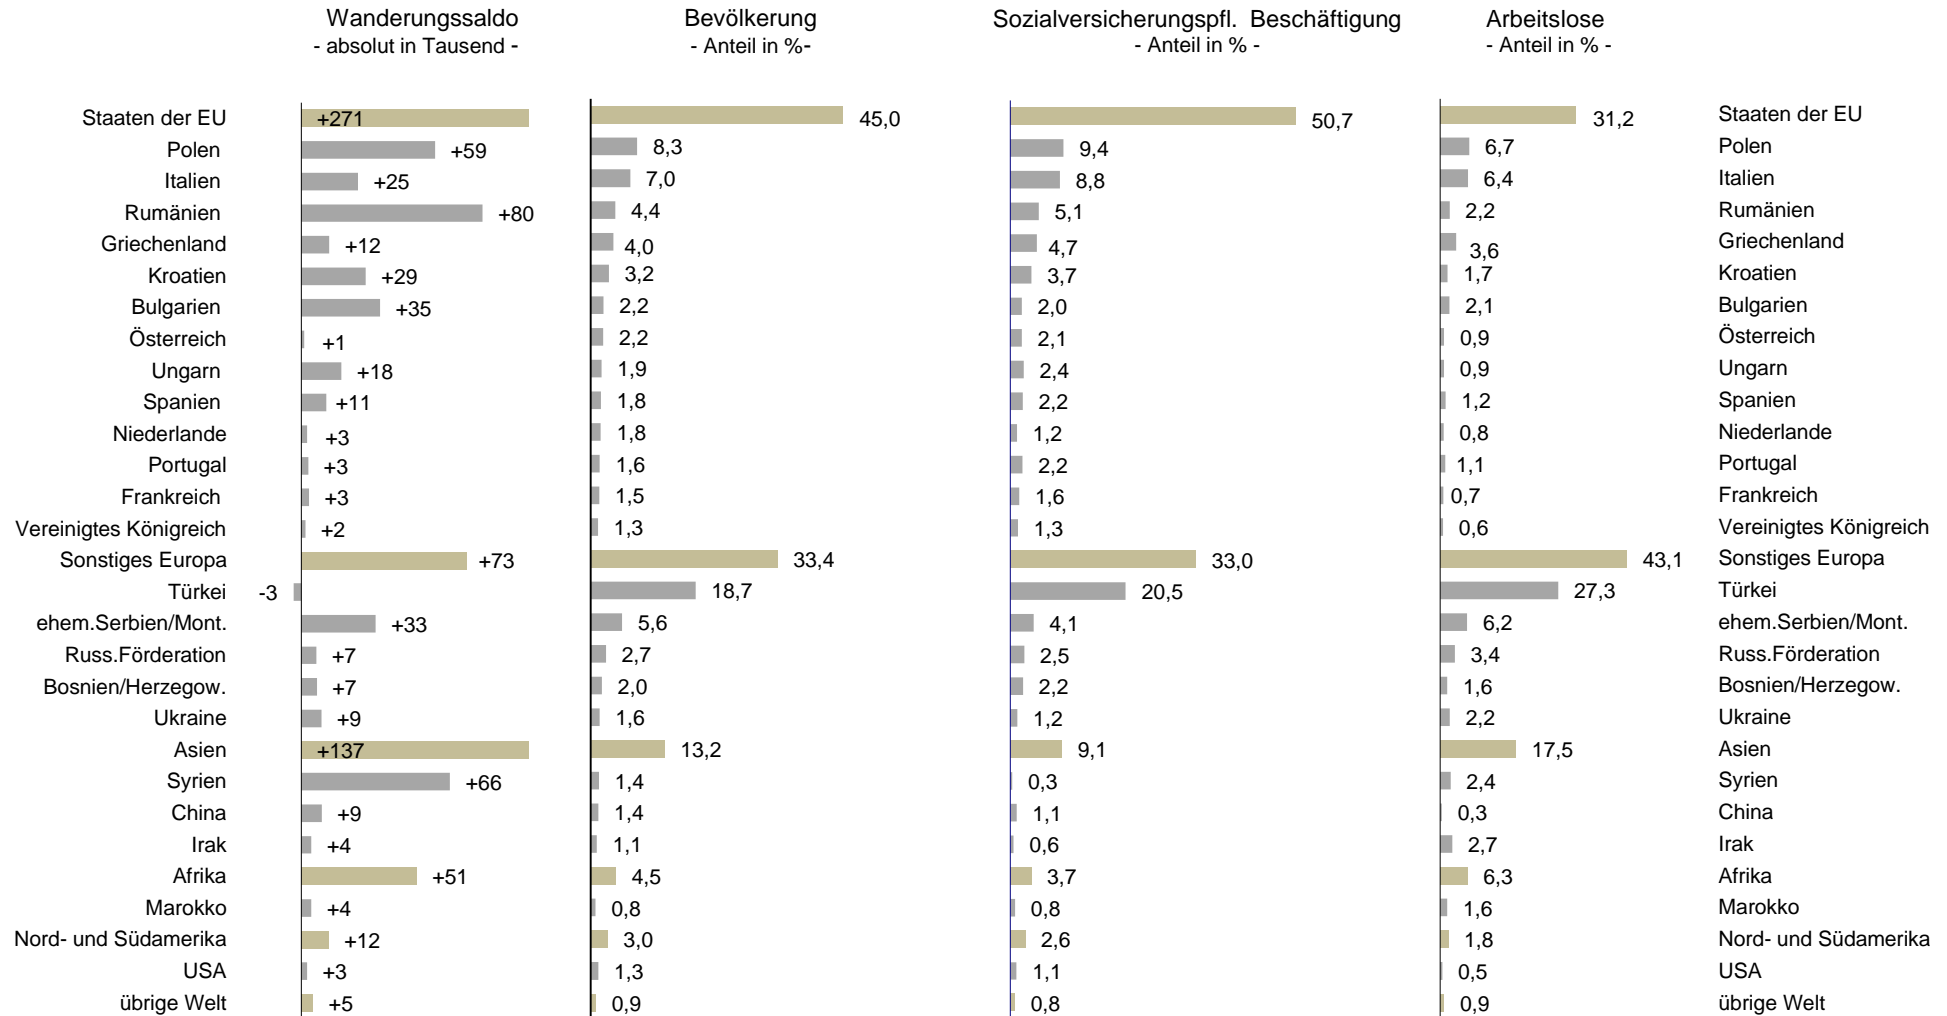 Wanderungssaldo Bevölkerung Sozialversicherungspfl. Beschäftigung Arbeitslose
- absolut in Tausend - - Anteil in %- - Anteil in % - - Anteil in % -
Staaten der EU +271 45,0 50,7 31,2 Staaten der EU
Polen +59 8,3 9,4 6,7 Polen
Italien +25 7,0 8,8 6,4 Italien
Rumänien +80 4,4 5,1 2,2 Rumänien
Griechenland +12 4,0 4,7 3,6 Griechenland
Kroatien +29 3,2 3,7 1,7 Kroatien
Bulgarien +35 2,2 2,0 2,1 Bulgarien
Österreich +1 2,2 2,1 0,9 Österreich
Ungarn +18 1,9 2,4 0,9 Ungarn
Spanien +11 1,8 2,2 1,2 Spanien
Niederlande +3 1,8 1,2 0,8 Niederlande
Portugal +3 1,6 2,2 1,1 Portugal
Frankreich +3 1,5 1,6 0,7 Frankreich
Vereinigtes Königreich +2 1,3 1,3 0,6 Vereinigtes Königreich
Sonstiges Europa +73 33,4 33,0 43,1 Sonstiges Europa
Türkei -3 18,7 20,5 27,3 Türkei
ehem.Serbien/Mont. +33 5,6 4,1 6,2 ehem.Serbien/Mont.
Russ.Förderation +7 2,7 2,5 3,4 Russ.Förderation
Bosnien/Herzegow. +7 2,0 2,2 1,6 Bosnien/Herzegow.
Ukraine +9 1,6 1,2 2,2 Ukraine
Asien +137 13,2 9,1 17,5 Asien
Syrien +66 1,4 0,3 2,4 Syrien
China +9 1,4 1,1 0,3 China
Irak +4 1,1 0,6 2,7 Irak
Afrika +51 4,5 3,7 6,3 Afrika
Marokko +4 0,8 0,8 1,6 Marokko
Nord- und Südamerika +12 3,0 2,6 1,8 Nord- und Südamerika
USA +3 1,3 1,1 0,5 USA
übrige Welt +5 0,9 0,8 0,9 übrige Welt